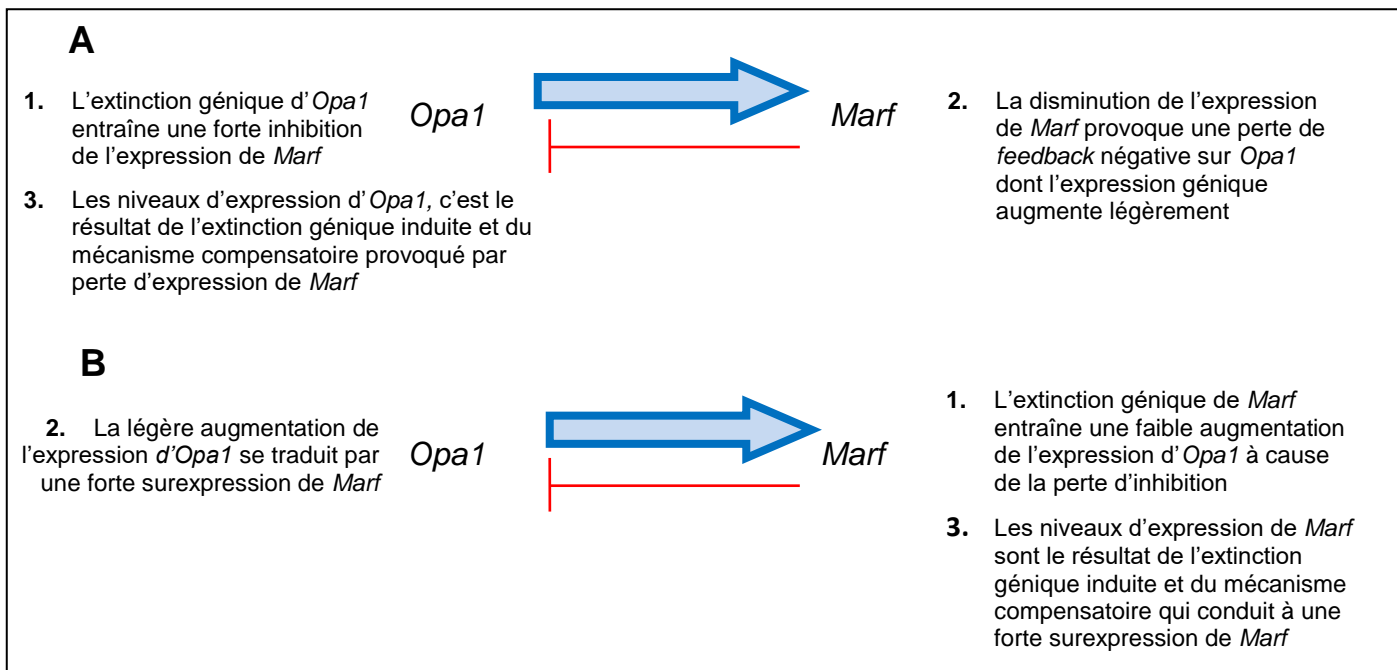 A
1. L'extinction génique d'Opa1
entraîne une forte inhibition
de l'expression de Marf
Opa1
Marf
2. La disminution de l'expression
de Marf provoque une perte de
feedback négative sur Opa1
dont l'expression génique
augmente légèrement
3. Les niveaux d'expression d'Opa1, c'est le
résultat de l'extinction génique induite et du
mécanisme compensatoire provoqué par
perte d'expression de Marf
B
1. L'extinction génique de Marf
entraîne une faible augmentation
de l'expression d'Opa1 à cause
de la perte d'inhibition
2. La légère augmentation de
l'expression d'Opa1 se traduit par
une forte surexpression de Marf
Opa1
Marf
3. Les niveaux d'expression de Marf
sont le résultat de l'extinction
génique induite et du mécanisme
compensatoire qui conduit à une
forte surexpression de Marf